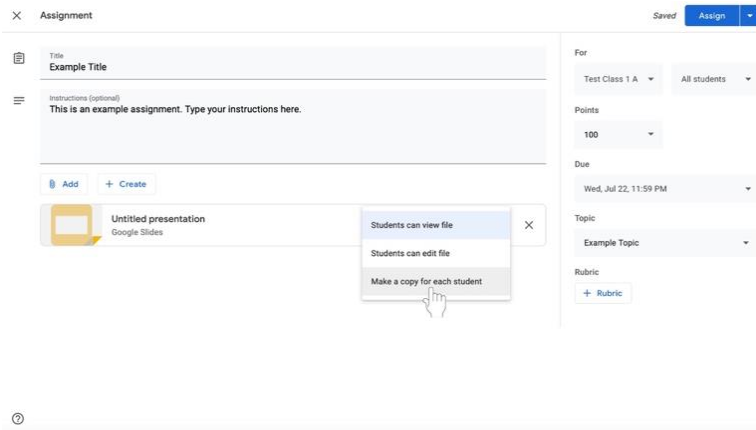 Assignment
Saved
Assign
Title
Example Title
Instructions (optional)
This is an example assignment. Type your instructions here.
Add
Create
Untitled presentation
Google Slides
Students can view file
Students can edit file
Make a copy for each student
For
Test Class 1 A
All students
Points
100
Due
Wed, Jul 22, 11:59 PM
Topic
Example Topic
Rubric
+ Rubric